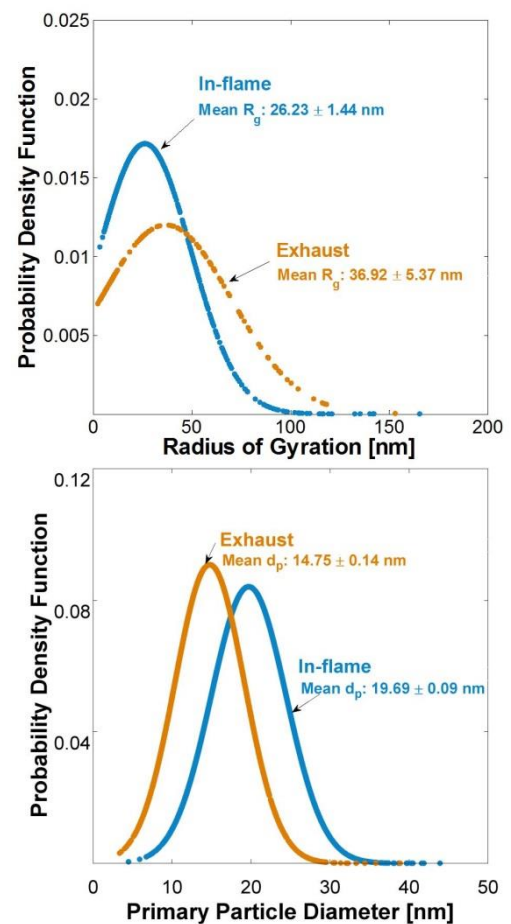 0.025
0.02
0.015
0.01
0.005
Probability Density Function
In-flame
Mean Rg: 26.23 ± 1.44 nm
Exhaust
Mean Rg: 36.92 ± 5.37 nm
0
50
100
150
200
Radius of Gyration [nm]
0.12
0.08
0.04
Probability Density Function
Exhaust
Mean dp: 14.75 ± 0.14 nm
In-flame
Mean dp: 19.69 ± 0.09 nm
0
10
20
30
40
50
Primary Particle Diameter [nm]